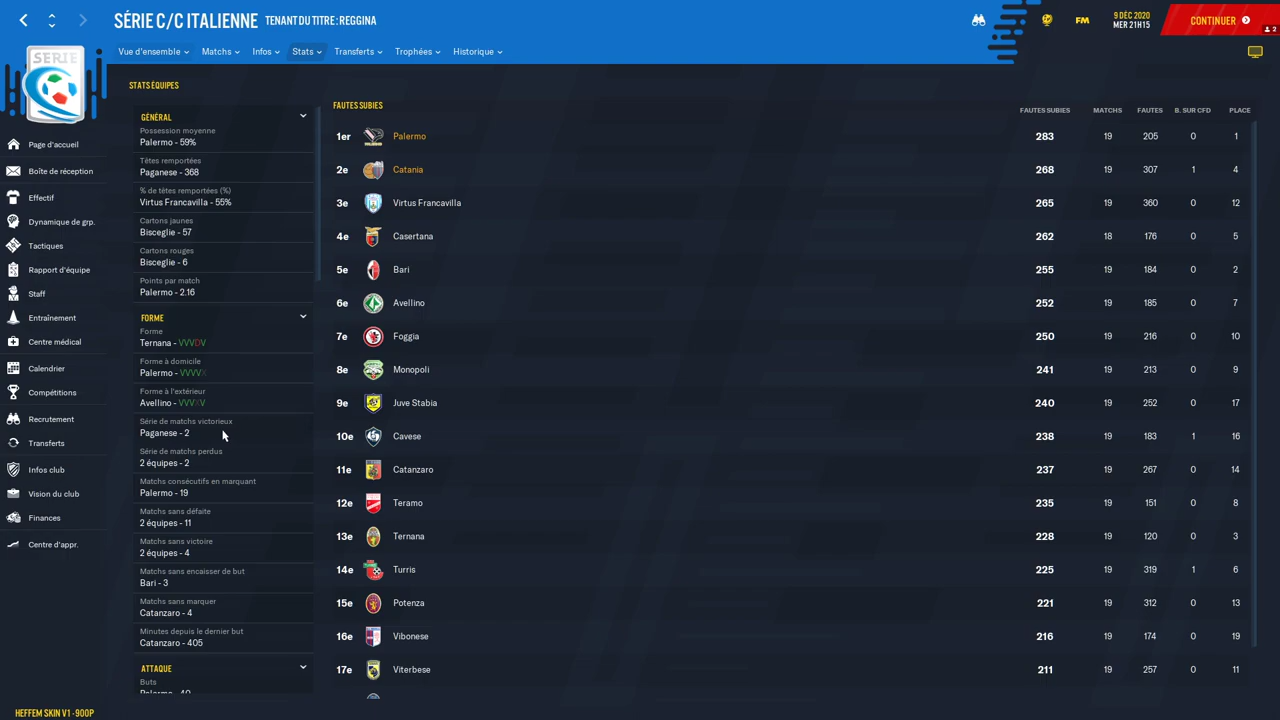 SÉRIE C/C ITALIENNE TENANT DU TITRE : REGGINA
FM
9 DÉC 2020
MER 21H15
CONTINUER
2
Vue d'ensemble Matchs Infos Stats Transferts Trophées Historique
SERIE
Page d'accueil
Boîte de réception
Effectif
Dynamique de grp.
Tactiques
Rapport d'équipe
Staff
Entraînement
Centre médical
Calendrier
Compétitions
Recrutement
Transferts
Infos club
Vision du club
Finances
Centre d'appr.
HEFFEM SKIN V1 - 900P
STATS ÉQUIPES
GÉNÉRAL
Possession moyenne
Palermo - 59%
Têtes remportées
Paganese - 368
% de têtes remportées (%)
Virtus Francavilla - 55%
Cartons jaunes
Bisceglie - 57
Cartons rouges
Bisceglie - 6
Points par match
Palermo - 2.16
FORME
Forme
Ternana - VVVDV
Forme à domicile
Palermo - VVVV
Forme à l'extérieur
Avellino - VVV V
Série de matchs victorieux
Paganese - 2
Série de matchs perdus
2 équipes - 2
Matchs consécutifs en marquant
Palermo - 19
Matchs sans défaite
2 équipes - 11
Matchs sans victoire
2 équipes - 4
Matchs sans encaisser de but
Bari - 3
Matchs sans marquer
Catanzaro - 4
Minutes depuis le dernier but
Catanzaro - 405
ATTAQUE
Buts
Palermo - 40
FAUTES SUBIES
FAUTES SUBIES MATCHS FAUTES B. SUR CFD PLACE
1er Palermo 283 19 205 0 1
2e Catania 268 19 307 1 4
3e Virtus Francavilla 265 19 360 0 12
4e Casertana 262 18 176 0 5
5e Bari 255 19 184 0 2
6e Avellino 252 19 185 0 7
7e Foggia 250 19 216 0 10
8e Monopoli 241 19 213 0 9
9e Juve Stabia 240 19 252 0 17
10e Cavese 238 19 183 1 16
11e Catanzaro 237 19 267 0 14
12e Teramo 235 19 151 0 8
13e Ternana 228 19 120 0 3
14e Turris 225 19 319 1 6
15e Potenza 221 19 312 0 13
16e Vibonese 216 19 174 0 19
17e Viterbese 211 19 257 0 11